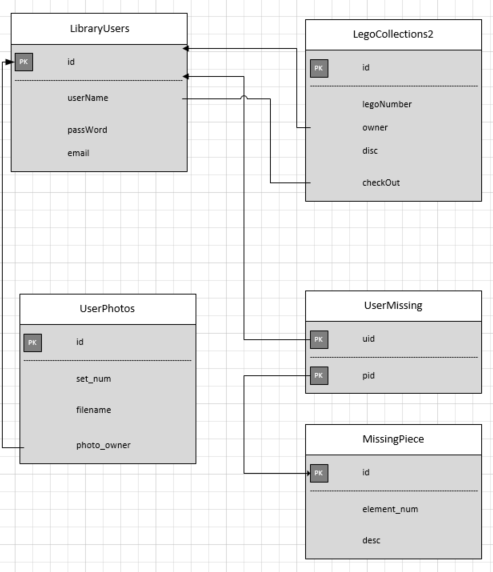 LibraryUsers
PK id
userName
passWord
email
LegoCollections2
PK id
legoNumber
owner
disc
checkOut
UserPhotos
PK id
set_num
filename
photo_owner
UserMissing
PK uid
PK pid
MissingPiece
PK id
element_num
desc